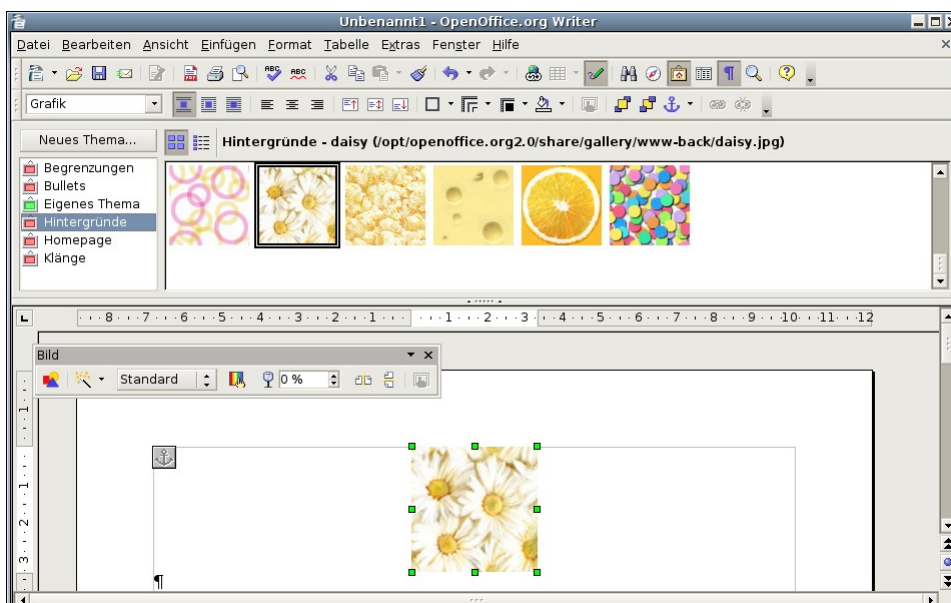 Unbenannt1 - OpenOffice.org Writer
Datei Bearbeiten Ansicht Einfügen Format Tabelle Extras Fenster Hilfe
ABC ABC
Grafik
Neues Thema... Hintergründe - daisy (/opt/openoffice.org2.0/share/gallery/www-back/daisy.jpg)
Begrenzungen
Bullets
Eigenes Thema
Hintergründe
Homepage
Klänge
8 7 6 5 4 3 2 1 1 2 3 4 5 6 7 8 9 10 11 12
Bild
Standard 0 %
1
1
2
3
¶